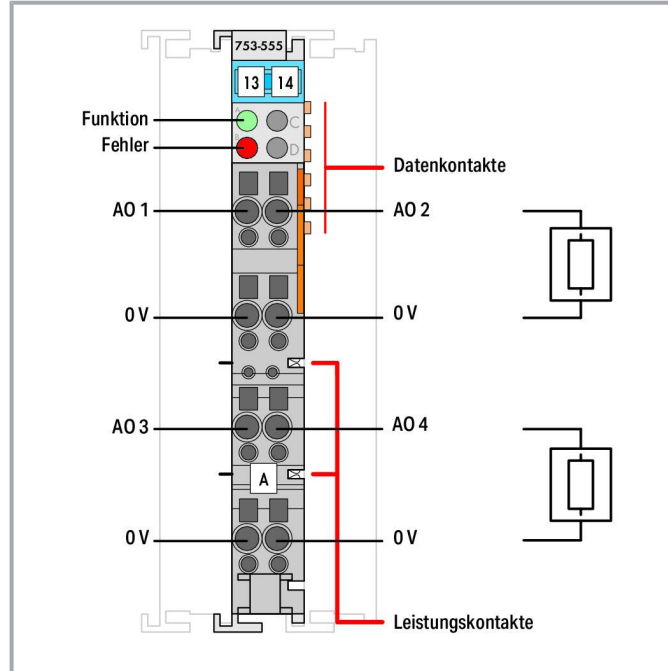 753-555
13 14
A C
Funktion
B D
Fehler
Datenkontakte
AO 1 AO 2
0 V 0 V
AO 3 AO 4
A
0 V 0 V
Leistungskontakte